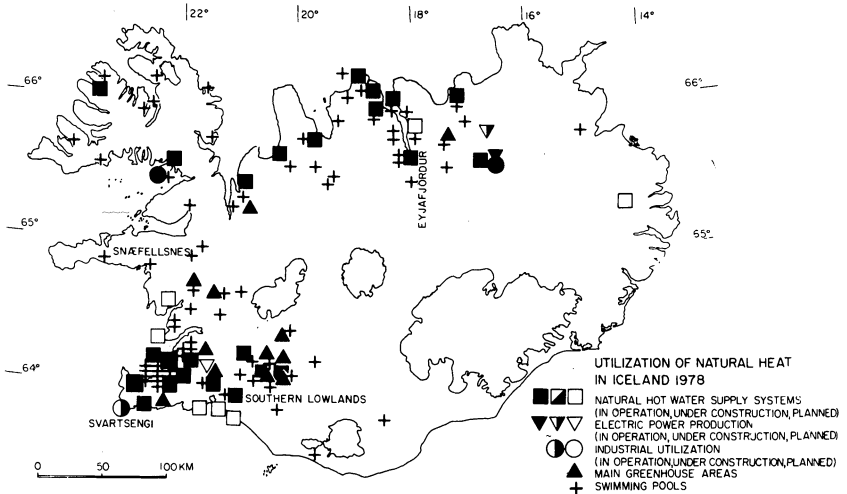 22° 20° 18° 16° 14°
66° 66°
EYJAFJÖRDUR
65° 65°
SNÆFELLSNES
64°
UTILIZATION OF NATURAL HEAT
IN ICELAND 1978
NATURAL HOT WATER SUPPLY SYSTEMS
(IN OPERATION, UNDER CONSTRUCTION, PLANNED)
ELECTRIC POWER PRODUCTION
(IN OPERATION, UNDER CONSTRUCTION, PLANNED)
INDUSTRIAL UTILIZATION
(IN OPERATION, UNDER CONSTRUCTION, PLANNED)
MAIN GREENHOUSE AREAS
SWIMMING POOLS
SOUTHERN LOWLANDS
SVARTSENGI
0 50 100 KM